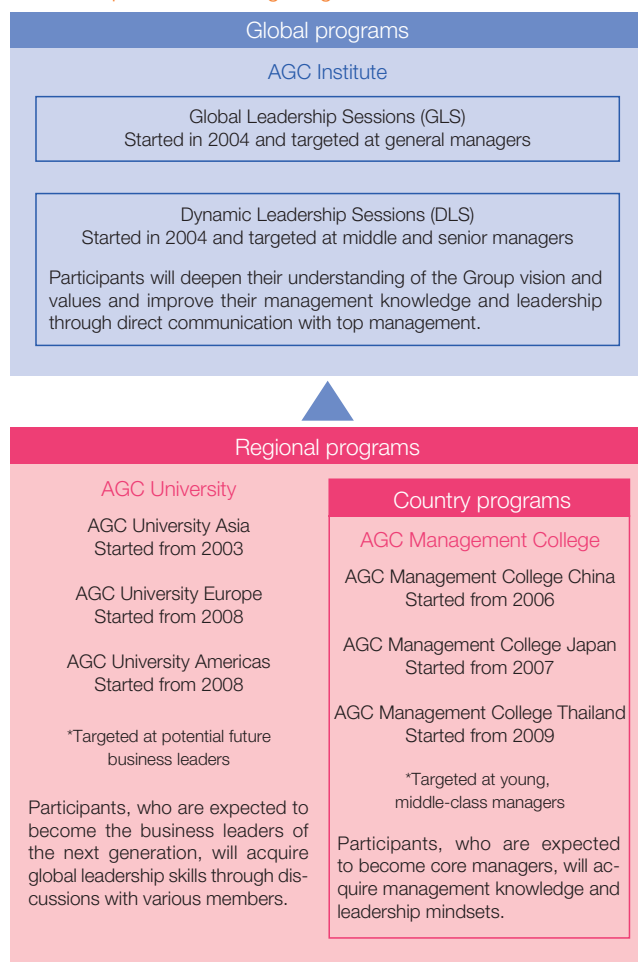 Global programs
AGC Institute
Global Leadership Sessions (GLS)
Started in 2004 and targeted at general managers
Dynamic Leadership Sessions (DLS)
Started in 2004 and targeted at middle and senior managers
Participants will deepen their understanding of the Group vision and
values and improve their management knowledge and leadership
through direct communication with top management.
Regional programs
AGC University
AGC University Asia
Started from 2003
AGC University Europe
Started from 2008
AGC University Americas
Started from 2008
*Targeted at potential future
business leaders
Participants, who are expected to
become the business leaders of
the next generation, will acquire
global leadership skills through dis-
cussions with various members.
Country programs
AGC Management College
AGC Management College China
Started from 2006
AGC Management College Japan
Started from 2007
AGC Management College Thailand
Started from 2009
*Targeted at young,
middle-class managers
Participants, who are expected
to become core managers, will ac-
quire management knowledge and
leadership mindsets.